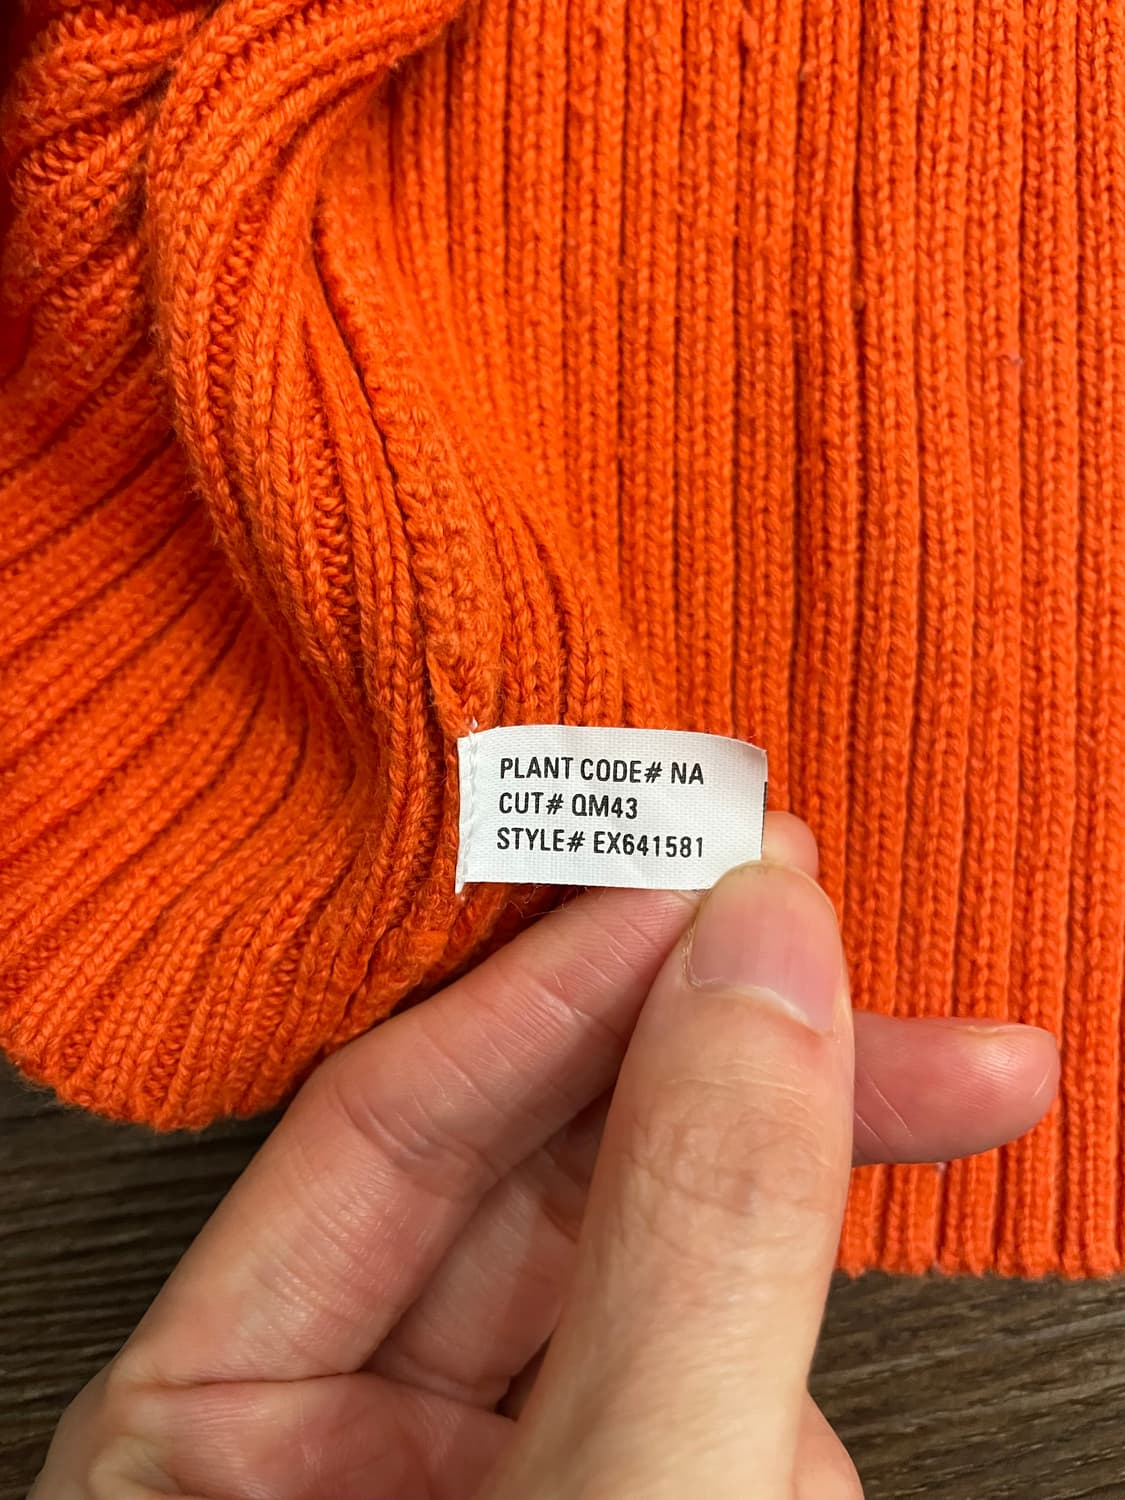 PLANT CODE# NA
CUT# QM43
STYLE# EX641581